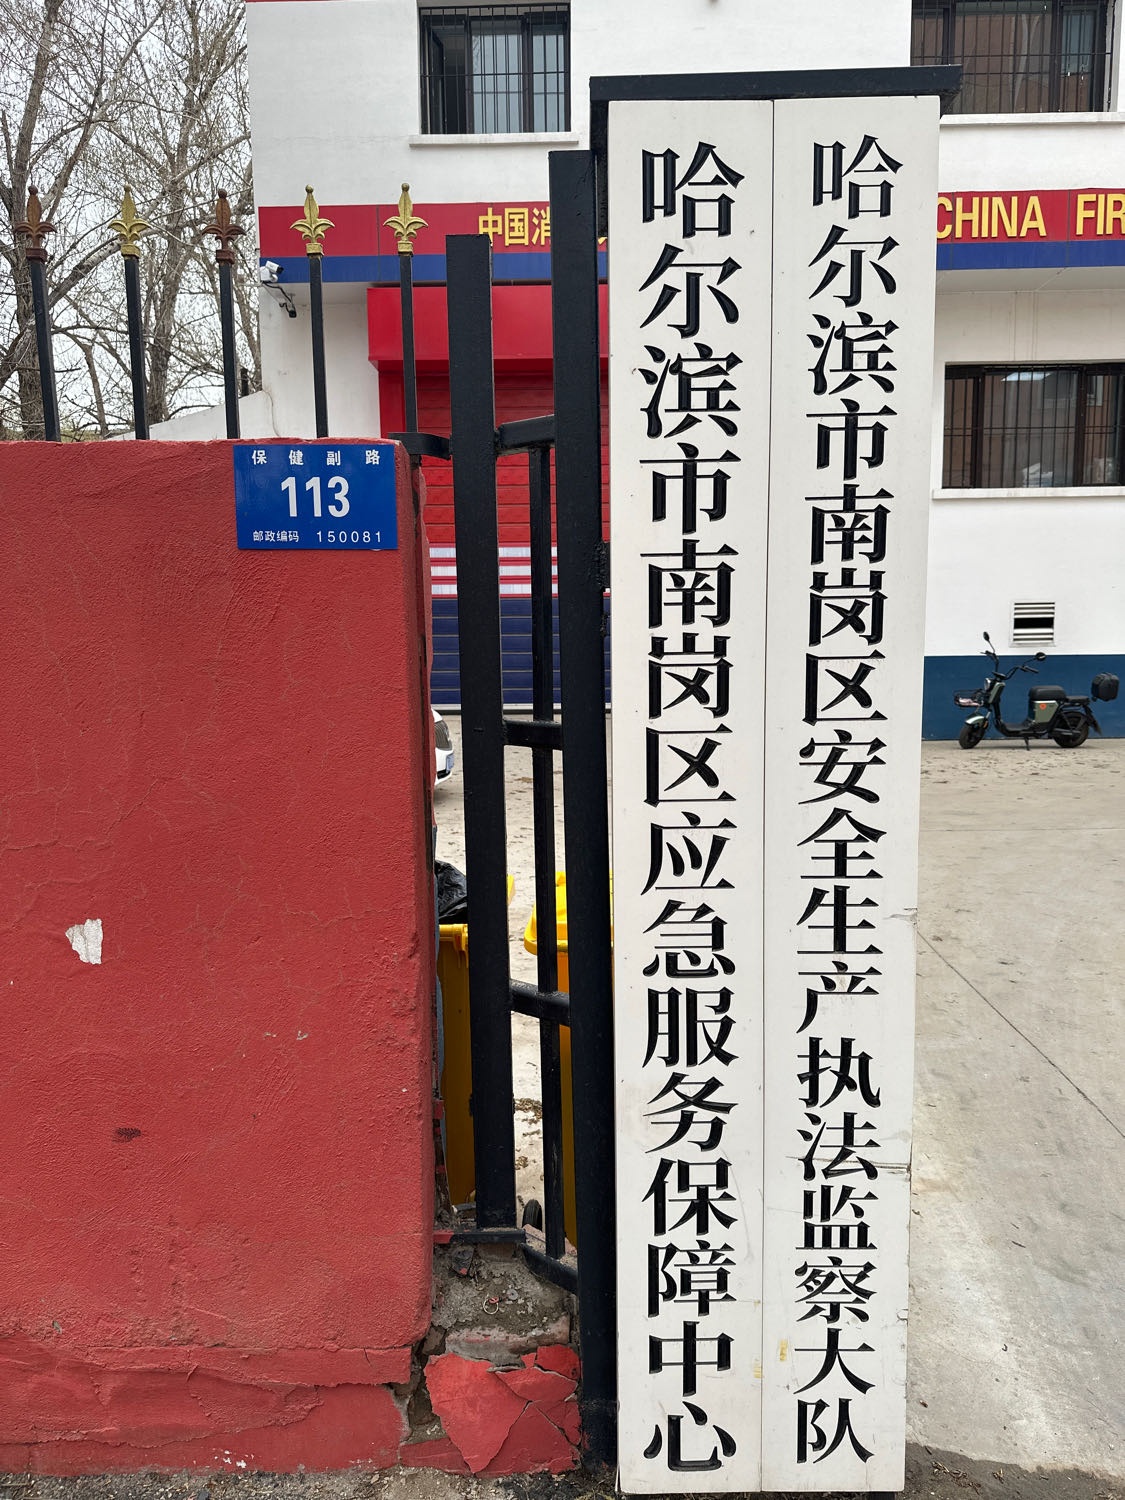 中国消
CHINA FIR
保健副路
113
邮政编码 150081
哈尔滨市南岗区应急服务保障中心
哈尔滨市南岗区安全生产执法监察大队